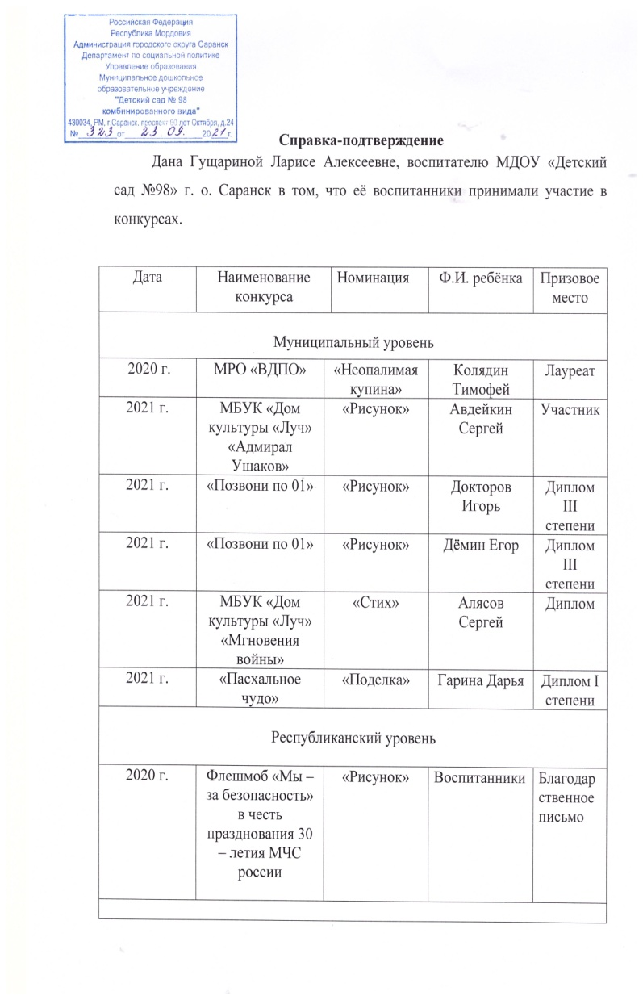 Российская Федерация
Республика Мордовия
Администрация городского округа Саранск
Департамент по социальной политике
Управление образования
Муниципальное дошкольное
образовательное учреждение
"Детский сад № 98
комбинированного вида"
430034, РМ, г.Саранск, проспект 60 лет Октября, д.24
№ 323 от 23. 09. 2021 г.
Справка-подтверждение
Дана Гущариной Ларисе Алексеевне, воспитателю МДОУ «Детский
сад №98» г. о. Саранск в том, что её воспитанники принимали участие в
конкурсах.
Дата Наименование Номинация Ф.И. ребёнка Призовое
конкурса место
Муниципальный уровень
2020 г. МРО «ВДПО» «Неопалимая Колядин Лауреат
купина» Тимофей
2021 г. МБУК «Дом «Рисунок» Авдейкин Участник
культуры «Луч» Сергей
«Адмирал
Ушаков»
2021 г. «Позвони по 01» «Рисунок» Докторов Диплом
Игорь III
степени
2021 г. «Позвони по 01» «Рисунок» Дёмин Егор Диплом
III
степени
2021 г. МБУК «Дом «Стих» Алясов Диплом
культуры «Луч» Сергей
«Мгновения
войны»
2021 г. «Пасхальное «Поделка» Гарина Дарья Диплом I
чудо» степени
Республиканский уровень
2020 г. Флешмоб «Мы – «Рисунок» Воспитанники Благодар
за безопасность» ственное
в честь письмо
празднования 30
– летия МЧС
россии